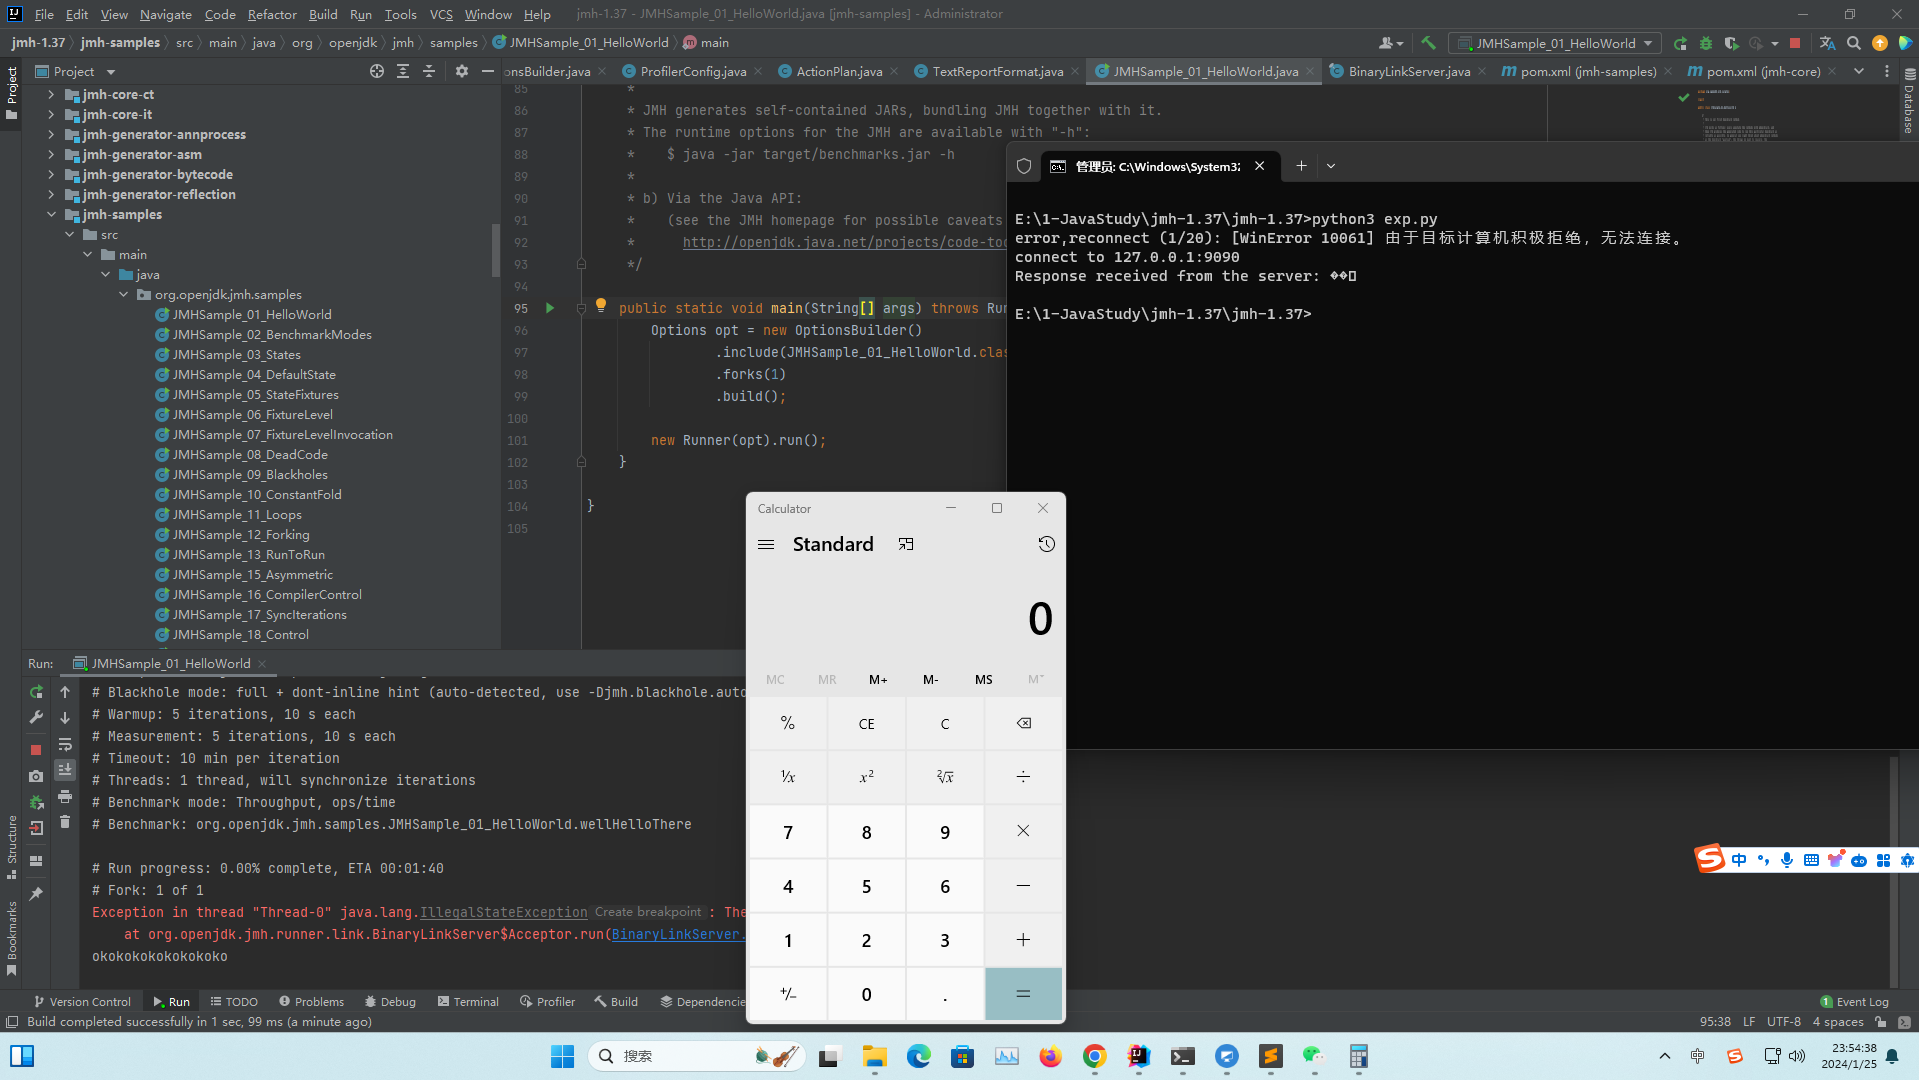 File Edit View Navigate Code Refactor Build Run Tools VCS Window Help jmh-1.37 - JMHSample_01_HelloWorld.java [jmh-samples] - Administrator
jmh-1.37 jmh-samples src main java org openjdk jmh samples JMHSample_01_HelloWorld main JMHSample_01_HelloWorld
Project onsBuilder.java ProfilerConfig.java ActionPlan.java TextReportFormat.java JMHSample_01_HelloWorld.java BinaryLinkServer.java pom.xml (jmh-samples) pom.xml (jmh-core)
Project
Database
jmh-core-ct
jmh-core-it
jmh-generator-annprocess
jmh-generator-asm
jmh-generator-bytecode
jmh-generator-reflection
jmh-samples
src
main
java
org.openjdk.jmh.samples
JMHSample_01_HelloWorld
JMHSample_02_BenchmarkModes
JMHSample_03_States
JMHSample_04_DefaultState
JMHSample_05_StateFixtures
JMHSample_06_FixtureLevel
JMHSample_07_FixtureLevelInvocation
JMHSample_08_DeadCode
JMHSample_09_Blackholes
JMHSample_10_ConstantFold
JMHSample_11_Loops
JMHSample_12_Forking
JMHSample_13_RunToRun
JMHSample_15_Asymmetric
JMHSample_16_CompilerControl
JMHSample_17_SyncIterations
JMHSample_18_Control
85 *
86 * JMH generates self-contained JARs, bundling JMH together with it.
87 * The runtime options for the JMH are available with "-h":
88 * $ java -jar target/benchmarks.jar -h
89 *
90 * b) Via the Java API:
91 * (see the JMH homepage for possible caveats
92 * http://openjdk.java.net/projects/code-too
93 */
94
95 public static void main(String[] args) throws Run
96 Options opt = new OptionsBuilder()
97 .include(JMHSample_01_HelloWorld.clas
98 .forks(1)
99 .build();
100
101 new Runner(opt).run();
102 }
103
104 }
105
管理员: C:\Windows\System32
E:\1-JavaStudy\jmh-1.37\jmh-1.37>python3 exp.py
error,reconnect (1/20): [WinError 10061] 由于目标计算机积极拒绝，无法连接。
connect to 127.0.0.1:9090
Response received from the server: ��□
E:\1-JavaStudy\jmh-1.37\jmh-1.37>
Calculator
Standard
0
MC MR M+ M- MS M˅
% CE C
¹/x x² ²√x ÷
7 8 9 ×
4 5 6 −
1 2 3 +
+/− 0 . =
Run: JMHSample_01_HelloWorld
# Blackhole mode: full + dont-inline hint (auto-detected, use -Djmh.blackhole.auto
# Warmup: 5 iterations, 10 s each
# Measurement: 5 iterations, 10 s each
# Timeout: 10 min per iteration
# Threads: 1 thread, will synchronize iterations
# Benchmark mode: Throughput, ops/time
# Benchmark: org.openjdk.jmh.samples.JMHSample_01_HelloWorld.wellHelloThere
# Run progress: 0.00% complete, ETA 00:01:40
# Fork: 1 of 1
Exception in thread "Thread-0" java.lang.IllegalStateException Create breakpoint : The
at org.openjdk.jmh.runner.link.BinaryLinkServer$Acceptor.run(BinaryLinkServer.
okokokokokokokoko
Structure
Bookmarks
中
Version Control Run TODO Problems Debug Terminal Profiler Build Dependencie 1 Event Log
Build completed successfully in 1 sec, 99 ms (a minute ago) 95:38 LF UTF-8 4 spaces
搜索
中
23:54:38
2024/1/25